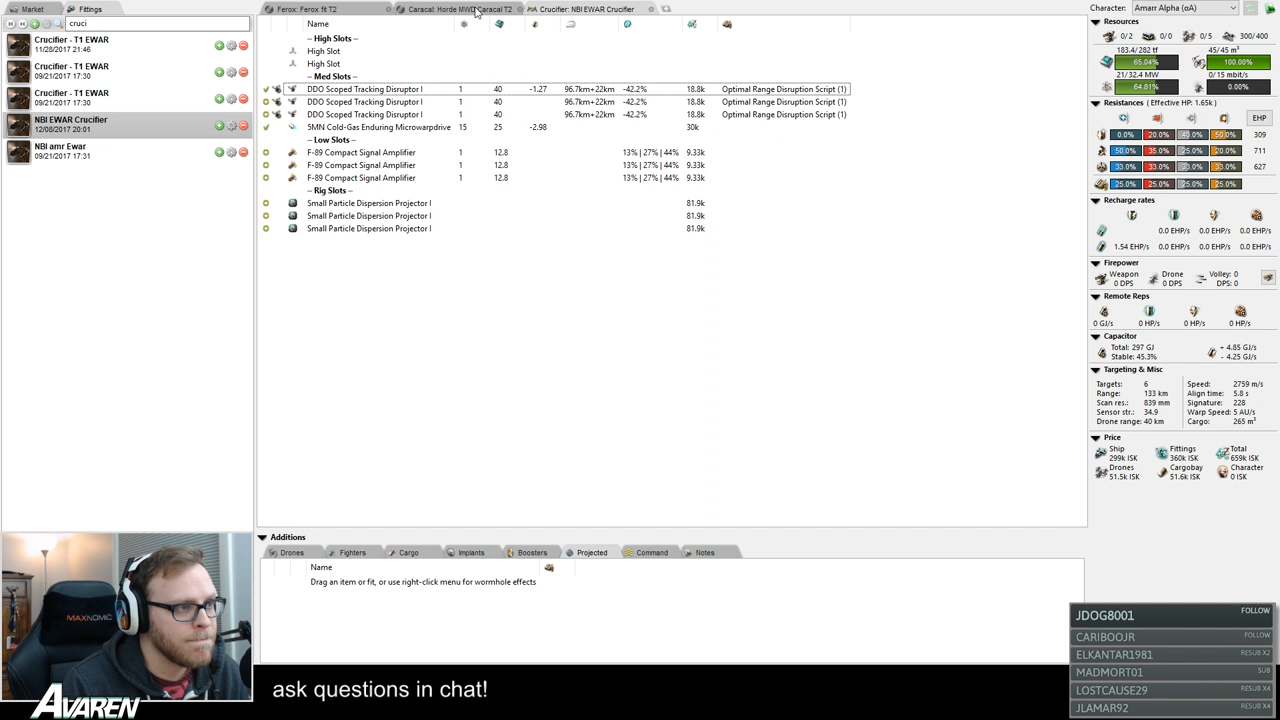 Market
Fittings
Ferox: Ferox fit T2
Caracal: Horde MWD Caracal T2
Crucifier: NBI EWAR Crucifier
Character:
Amarr Alpha (αA)
cruci
Crucifier - T1 EWAR
11/28/2017 21:46
Crucifier - T1 EWAR
09/21/2017 17:30
Crucifier - T1 EWAR
09/21/2017 17:30
NBI EWAR Crucifier
12/08/2017 20:01
NBI amr Ewar
09/21/2017 17:31
Name
-- High Slots --
High Slot
High Slot
-- Med Slots --
DDO Scoped Tracking Disruptor I 1 40 -1.27 96.7km+22km -42.2% 18.8k Optimal Range Disruption Script (1)
DDO Scoped Tracking Disruptor I 1 40 96.7km+22km -42.2% 18.8k Optimal Range Disruption Script (1)
DDO Scoped Tracking Disruptor I 1 40 96.7km+22km -42.2% 18.8k Optimal Range Disruption Script (1)
5MN Cold-Gas Enduring Microwarpdrive 15 25 -2.98 30k
-- Low Slots --
F-89 Compact Signal Amplifier 1 12.8 13% | 27% | 44% 9.33k
F-89 Compact Signal Amplifier 1 12.8 13% | 27% | 44% 9.33k
F-89 Compact Signal Amplifier 1 12.8 13% | 27% | 44% 9.33k
-- Rig Slots --
Small Particle Dispersion Projector I 81.9k
Small Particle Dispersion Projector I 81.9k
Small Particle Dispersion Projector I 81.9k
Resources
0/2 0/0 0/5 300/400
183.4/282 tf 45/45 m³
65.04% 100.00%
21/32.4 MW 0/15 mbit/s
64.81% 0.00%
Resistances ( Effective HP: 1.65k)
EHP
0.0% 20.0% 40.0% 50.0% 309
50.0% 35.0% 25.0% 20.0% 711
33.0% 33.0% 33.0% 33.0% 627
25.0% 25.0% 25.0% 25.0%
Recharge rates
0.0 EHP/s 0.0 EHP/s 0.0 EHP/s
1.54 EHP/s 0.0 EHP/s 0.0 EHP/s 0.0 EHP/s
Firepower
Weapon Drone Volley: 0
0 DPS 0 DPS DPS: 0
Remote Reps
0 GJ/s 0 HP/s 0 HP/s 0 HP/s
Capacitor
Total: 297 GJ + 4.85 GJ/s
Stable: 45.3% - 4.25 GJ/s
Targeting & Misc
Targets: 6 Speed: 2759 m/s
Range: 133 km Align time: 5.8 s
Scan res.: 839 mm Signature: 228
Sensor str.: 34.9 Warp Speed: 5 AU/s
Drone range: 40 km Cargo: 265 m³
Price
Ship Fittings Total
299k ISK 360k ISK 659k ISK
Drones Cargobay Character
51.5k ISK 51.6k ISK 0 ISK
Additions
Drones
Fighters
Cargo
Implants
Boosters
Projected
Command
Notes
Name
Drag an item or fit, or use right-click menu for wormhole effects
MAXNOMIC
AVAREN
ask questions in chat!
JDOG8001 FOLLOW
CARIBOOJR FOLLOW
ELKANTAR1981 RESUB X2
MADMORT01 SUB
LOSTCAUSE29 RESUB X4
JLAMAR92 RESUB X4